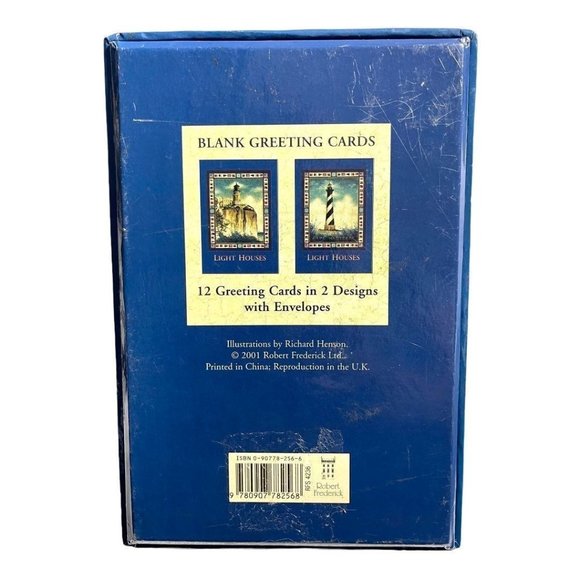 BLANK GREETING CARDS
LIGHT HOUSES
LIGHT HOUSES
12 Greeting Cards in 2 Designs
with Envelopes
Illustrations by Richard Henson.
© 2001 Robert Frederick Ltd.
Printed in China; Reproduction in the U.K.
ISBN 0-90778-256-6
9 780907 782568
RFS 4236
Robert
Frederick